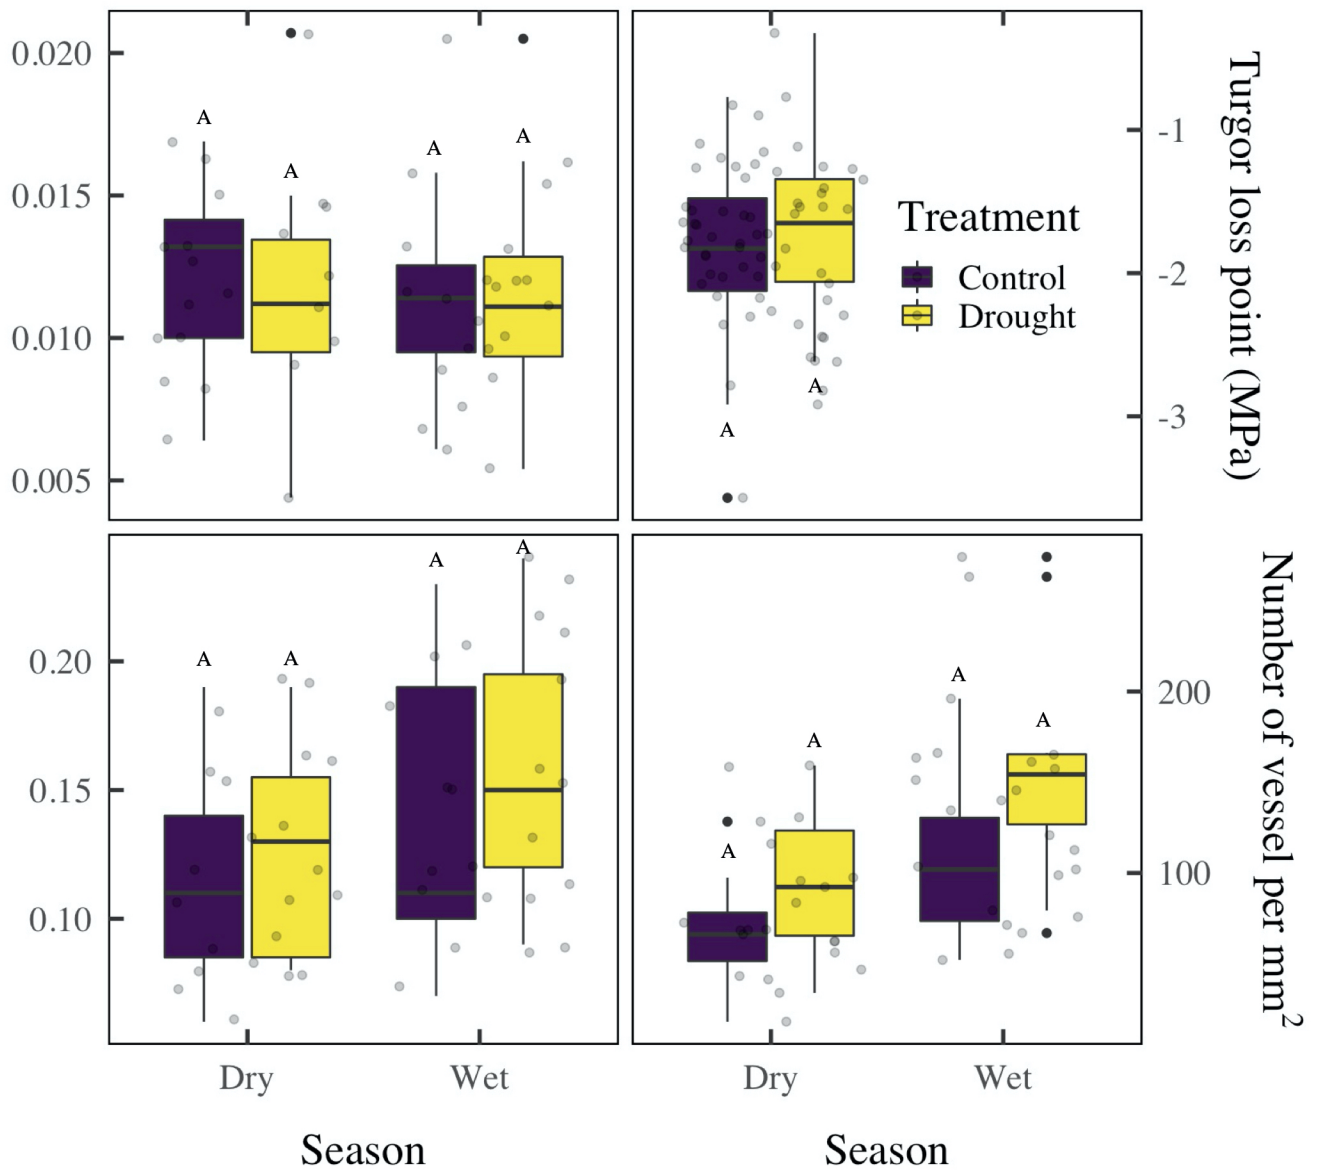 0.020
0.015
0.010
0.005
A
A
A
A
-1
-2
-3
Turgor loss point (MPa)
Treatment
Control
Drought
A
A
0.20
0.15
0.10
A
A
A
A
Dry
Wet
Season
200
100
Number of vessel per mm²
A
A
A
A
Dry
Wet
Season